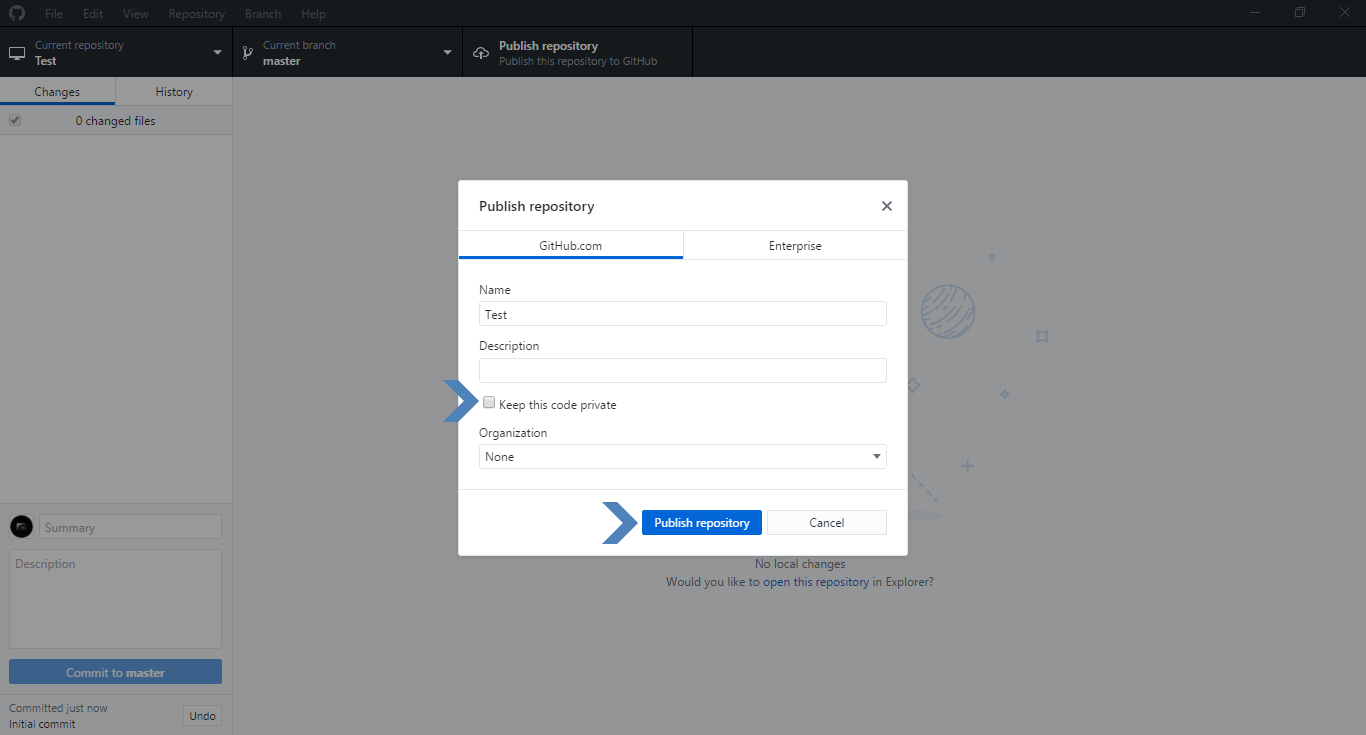 File Edit View Repository Branch Help
Current repository
Test
Current branch
master
Publish repository
Publish this repository to GitHub
Changes History
0 changed files
Publish repository
GitHub.com Enterprise
Name
Test
Description
Keep this code private
Organization
None
Publish repository Cancel
No local changes
Would you like to open this repository in Explorer?
Summary
Description
Commit to master
Committed just now
Initial commit
Undo